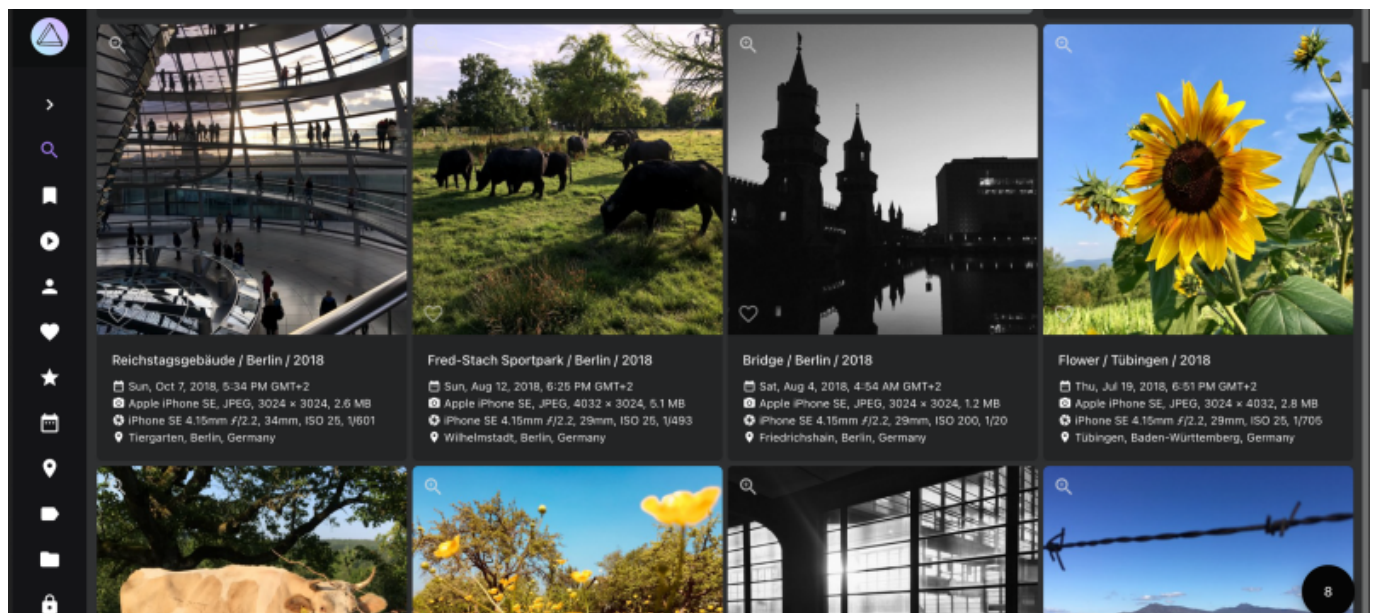 Reichstagsgebäude / Berlin / 2018
Sun, Oct 7, 2018, 5:34 PM GMT+2
Apple iPhone SE, JPEG, 3024 × 3024, 2.6 MB
iPhone SE 4.15mm ƒ/2.2, 34mm, ISO 25, 1/601
Tiergarten, Berlin, Germany
Fred-Stach Sportpark / Berlin / 2018
Sun, Aug 12, 2018, 6:25 PM GMT+2
Apple iPhone SE, JPEG, 4032 × 3024, 5.1 MB
iPhone SE 4.15mm ƒ/2.2, 29mm, ISO 25, 1/493
Wilhelmstadt, Berlin, Germany
Bridge / Berlin / 2018
Sat, Aug 4, 2018, 4:54 AM GMT+2
Apple iPhone SE, JPEG, 3024 × 3024, 1.2 MB
iPhone SE 4.15mm ƒ/2.2, 29mm, ISO 200, 1/20
Friedrichshain, Berlin, Germany
Flower / Tübingen / 2018
Thu, Jul 19, 2018, 6:51 PM GMT+2
Apple iPhone SE, JPEG, 3024 × 4032, 2.8 MB
iPhone SE 4.15mm ƒ/2.2, 29mm, ISO 25, 1/705
Tübingen, Baden-Württemberg, Germany
8